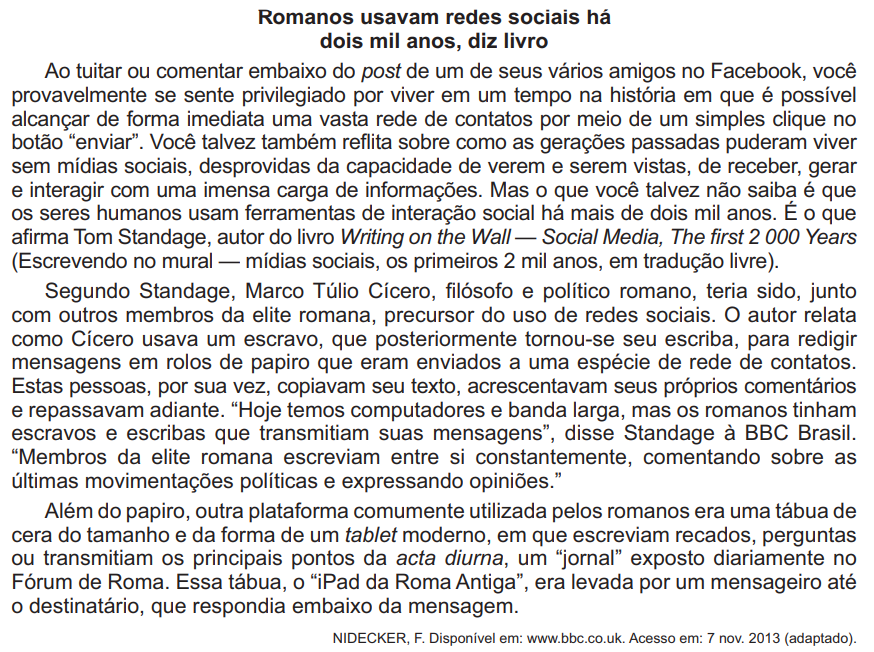 Romanos usavam redes sociais há
dois mil anos, diz livro
Ao tuitar ou comentar embaixo do post de um de seus vários amigos no Facebook, você
provavelmente se sente privilegiado por viver em um tempo na história em que é possível
alcançar de forma imediata uma vasta rede de contatos por meio de um simples clique no
botão “enviar”. Você talvez também reflita sobre como as gerações passadas puderam viver
sem mídias sociais, desprovidas da capacidade de verem e serem vistas, de receber, gerar
e interagir com uma imensa carga de informações. Mas o que você talvez não saiba é que
os seres humanos usam ferramentas de interação social há mais de dois mil anos. É o que
afirma Tom Standage, autor do livro Writing on the Wall — Social Media, The first 2 000 Years
(Escrevendo no mural — mídias sociais, os primeiros 2 mil anos, em tradução livre).
Segundo Standage, Marco Túlio Cícero, filósofo e político romano, teria sido, junto
com outros membros da elite romana, precursor do uso de redes sociais. O autor relata
como Cícero usava um escravo, que posteriormente tornou-se seu escriba, para redigir
mensagens em rolos de papiro que eram enviados a uma espécie de rede de contatos.
Estas pessoas, por sua vez, copiavam seu texto, acrescentavam seus próprios comentários
e repassavam adiante. “Hoje temos computadores e banda larga, mas os romanos tinham
escravos e escribas que transmitiam suas mensagens”, disse Standage à BBC Brasil.
“Membros da elite romana escreviam entre si constantemente, comentando sobre as
últimas movimentações políticas e expressando opiniões.”
Além do papiro, outra plataforma comumente utilizada pelos romanos era uma tábua de
cera do tamanho e da forma de um tablet moderno, em que escreviam recados, perguntas
ou transmitiam os principais pontos da acta diurna, um “jornal” exposto diariamente no
Fórum de Roma. Essa tábua, o “iPad da Roma Antiga”, era levada por um mensageiro até
o destinatário, que respondia embaixo da mensagem.
NIDECKER, F. Disponível em: www.bbc.co.uk. Acesso em: 7 nov. 2013 (adaptado).